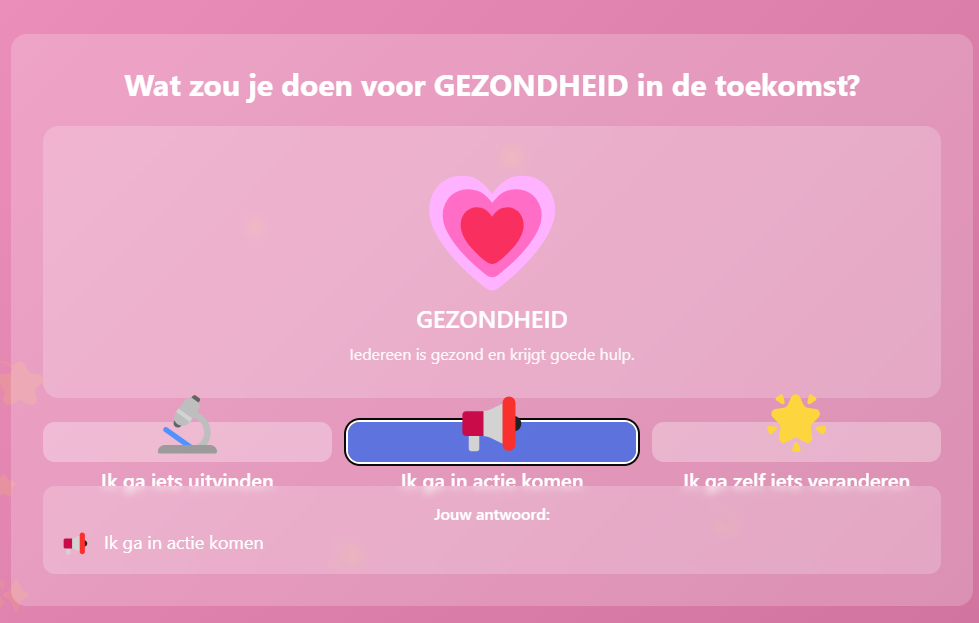 Wat zou je doen voor GEZONDHEID in de toekomst?
GEZONDHEID
Iedereen is gezond en krijgt goede hulp.
Ik ga iets uitvinden
Ik ga in actie komen
Ik ga zelf iets veranderen
Jouw antwoord:
Ik ga in actie komen